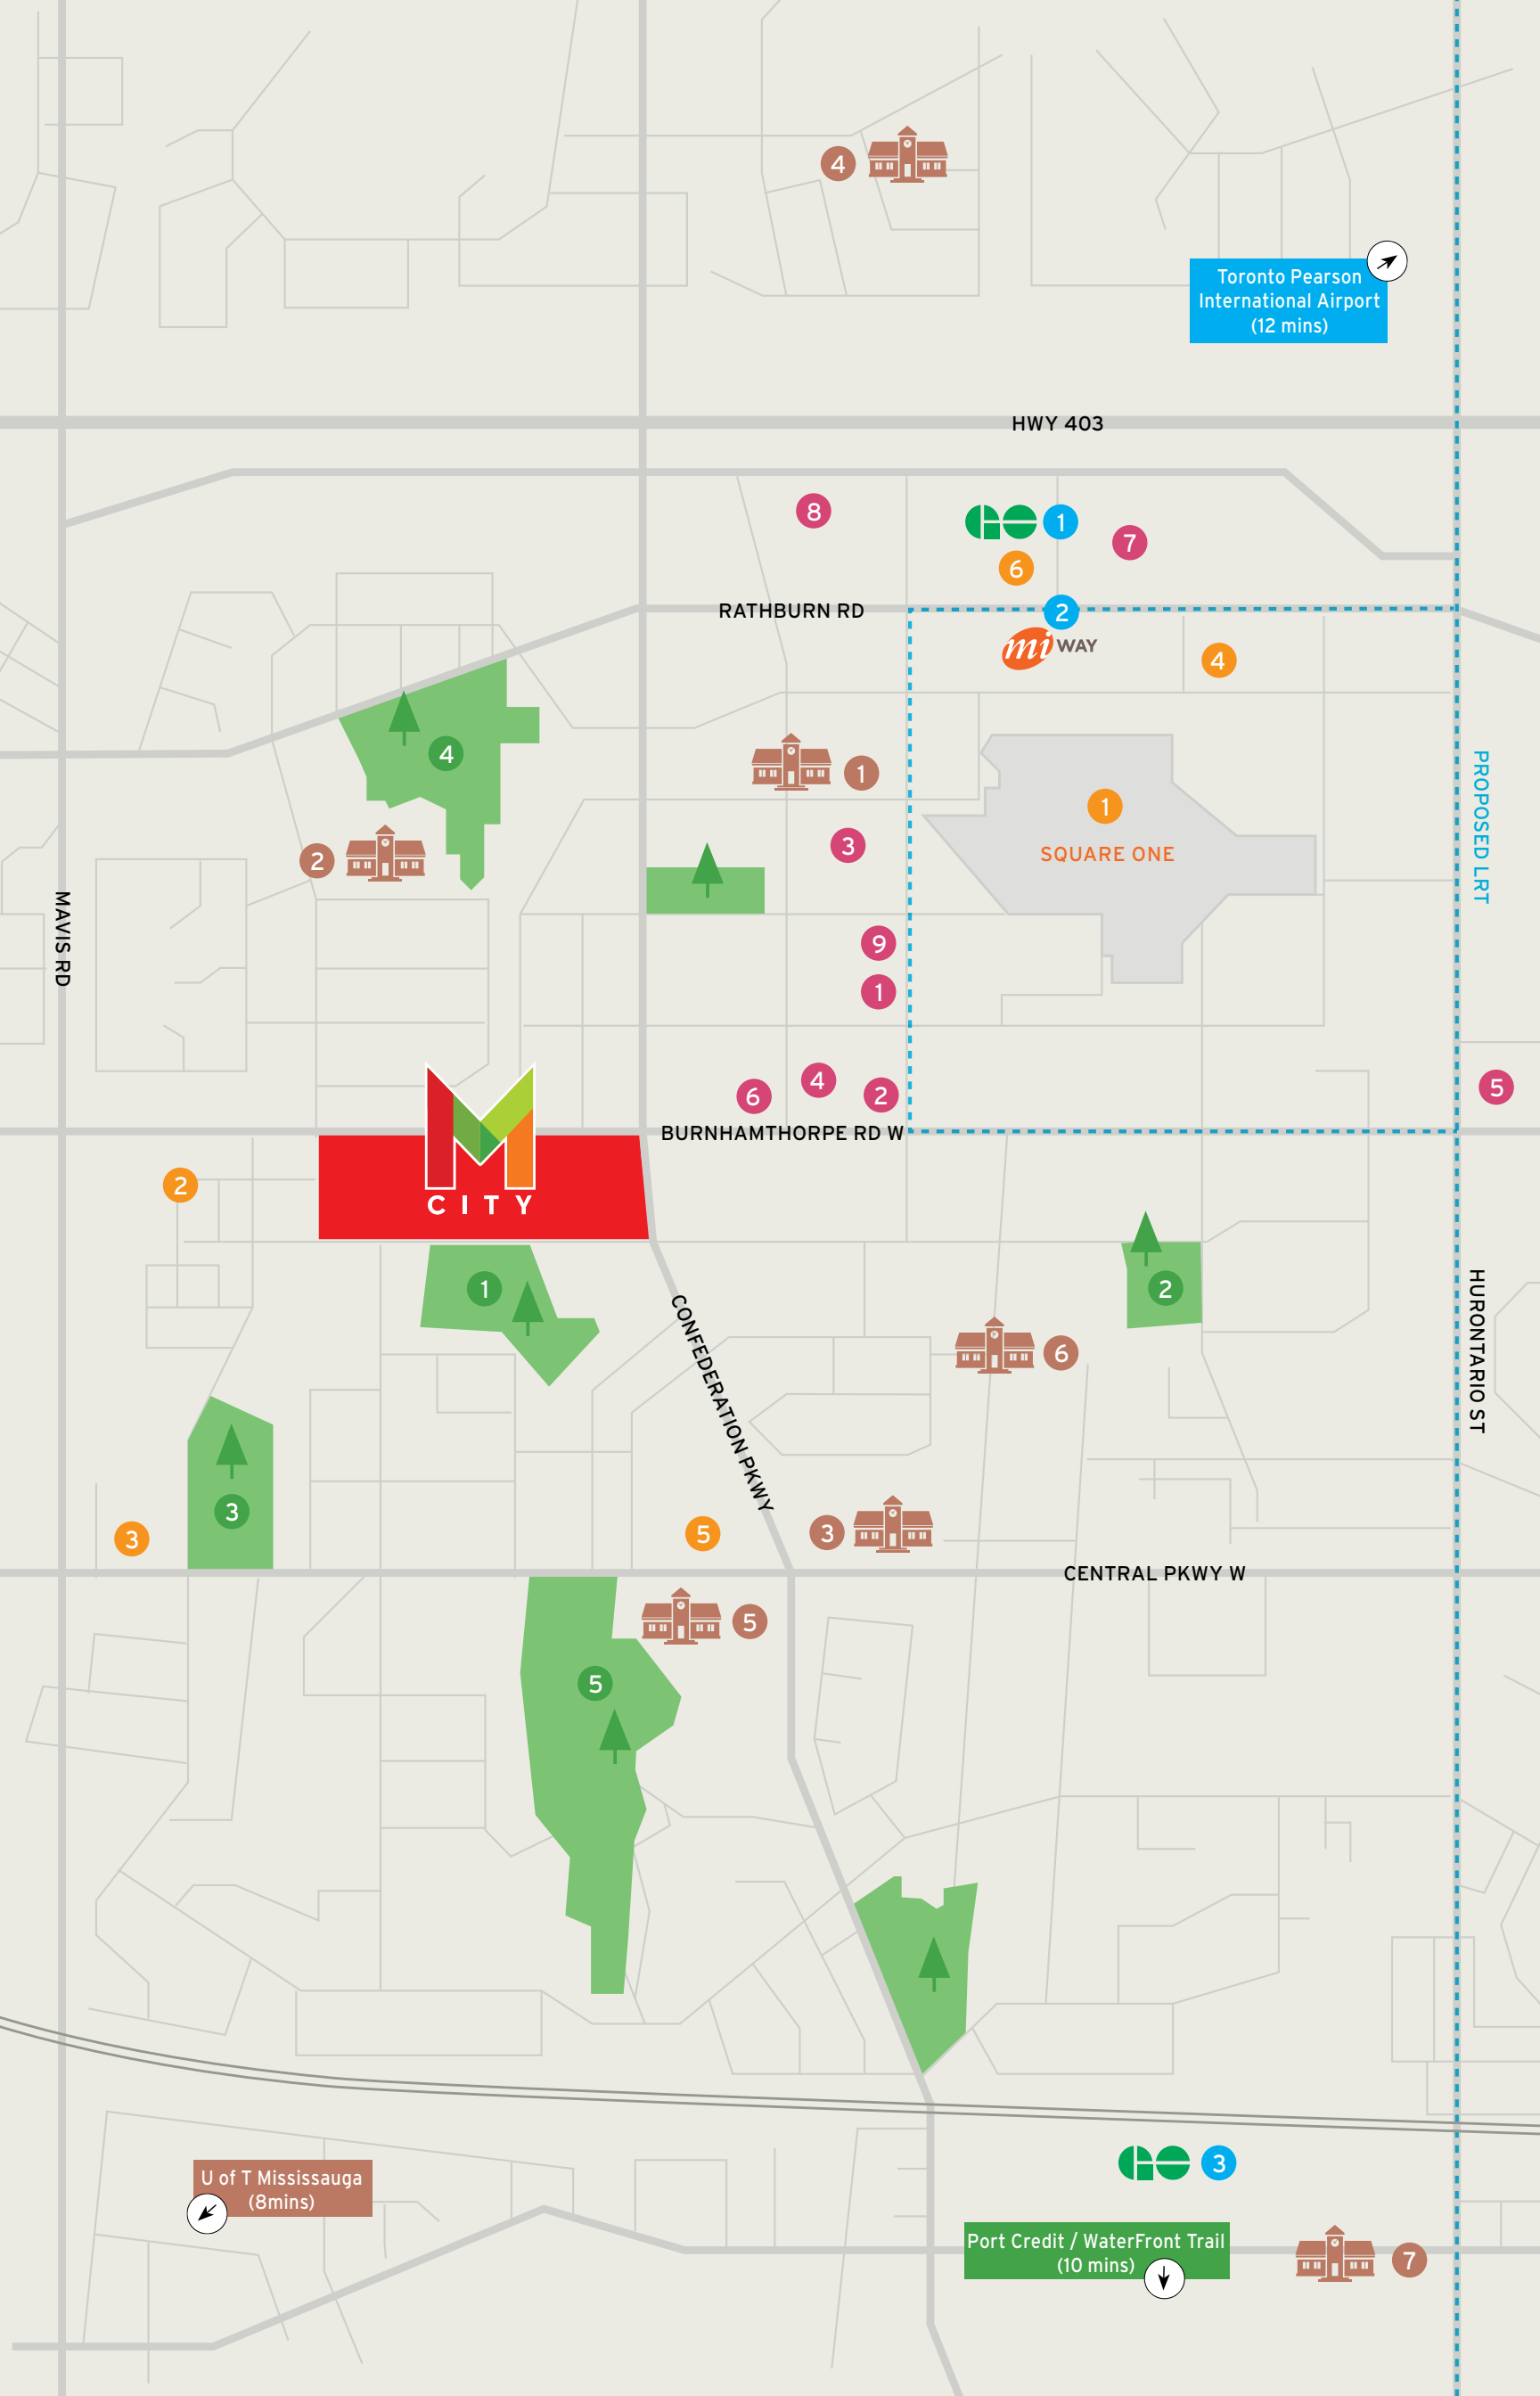 4
Toronto Pearson
International Airport
(12 mins)
HWY 403
8
1
7
6
RATHBURN RD
2
mi WAY
4
4
1
1
SQUARE ONE
PROPOSED LRT
2
3
MAVIS RD
9
1
6
4
2
5
BURNHAMTHORPE RD W
CITY
2
1
2
HURONTARIO ST
CONFEDERATION PKWY
6
3
3
5
3
CENTRAL PKWY W
5
5
3
U of T Mississauga
(8mins)
Port Credit / WaterFront Trail
(10 mins)
7